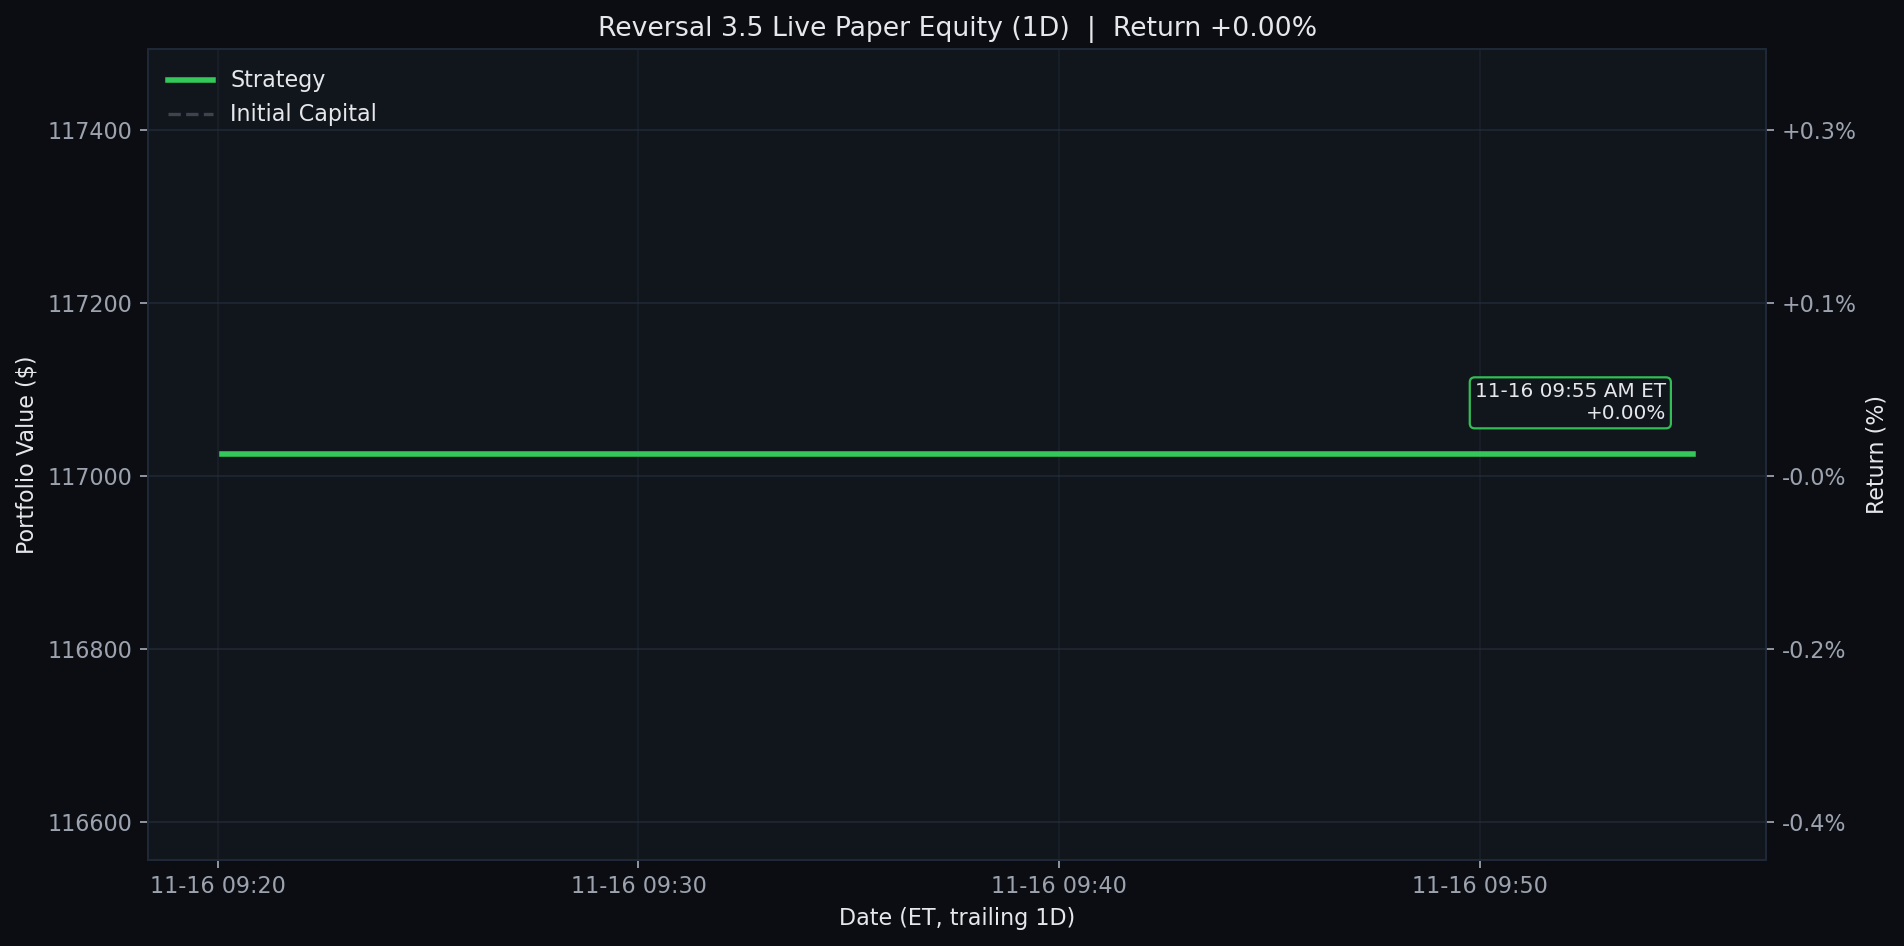 Reversal 3.5 Live Paper Equity (1D) | Return +0.00%
Strategy
Initial Capital
117400
117200
117000
116800
116600
Portfolio Value ($)
+0.3%
+0.1%
-0.0%
-0.2%
-0.4%
Return (%)
11-16 09:55 AM ET
+0.00%
11-16 09:20
11-16 09:30
11-16 09:40
11-16 09:50
Date (ET, trailing 1D)